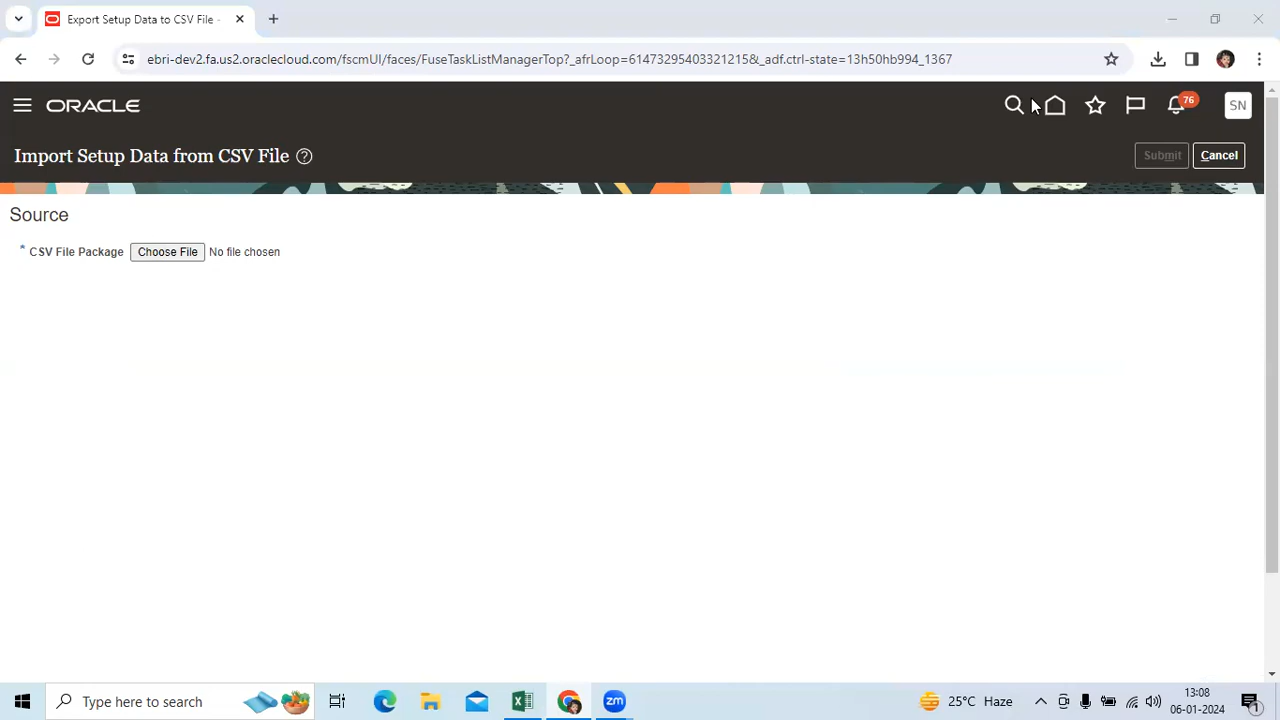 Export Setup Data to CSV File -
ebri-dev2.fa.us2.oraclecloud.com/fscmUI/faces/FuseTaskListManagerTop?_afrLoop=61473295403321215&_adf.ctrl-state=13h50hb994_1367
ORACLE
76
SN
Import Setup Data from CSV File ?
Submit Cancel
Source
* CSV File Package Choose File No file chosen
Type here to search
zm
25°C Haze
13:08
06-01-2024
1